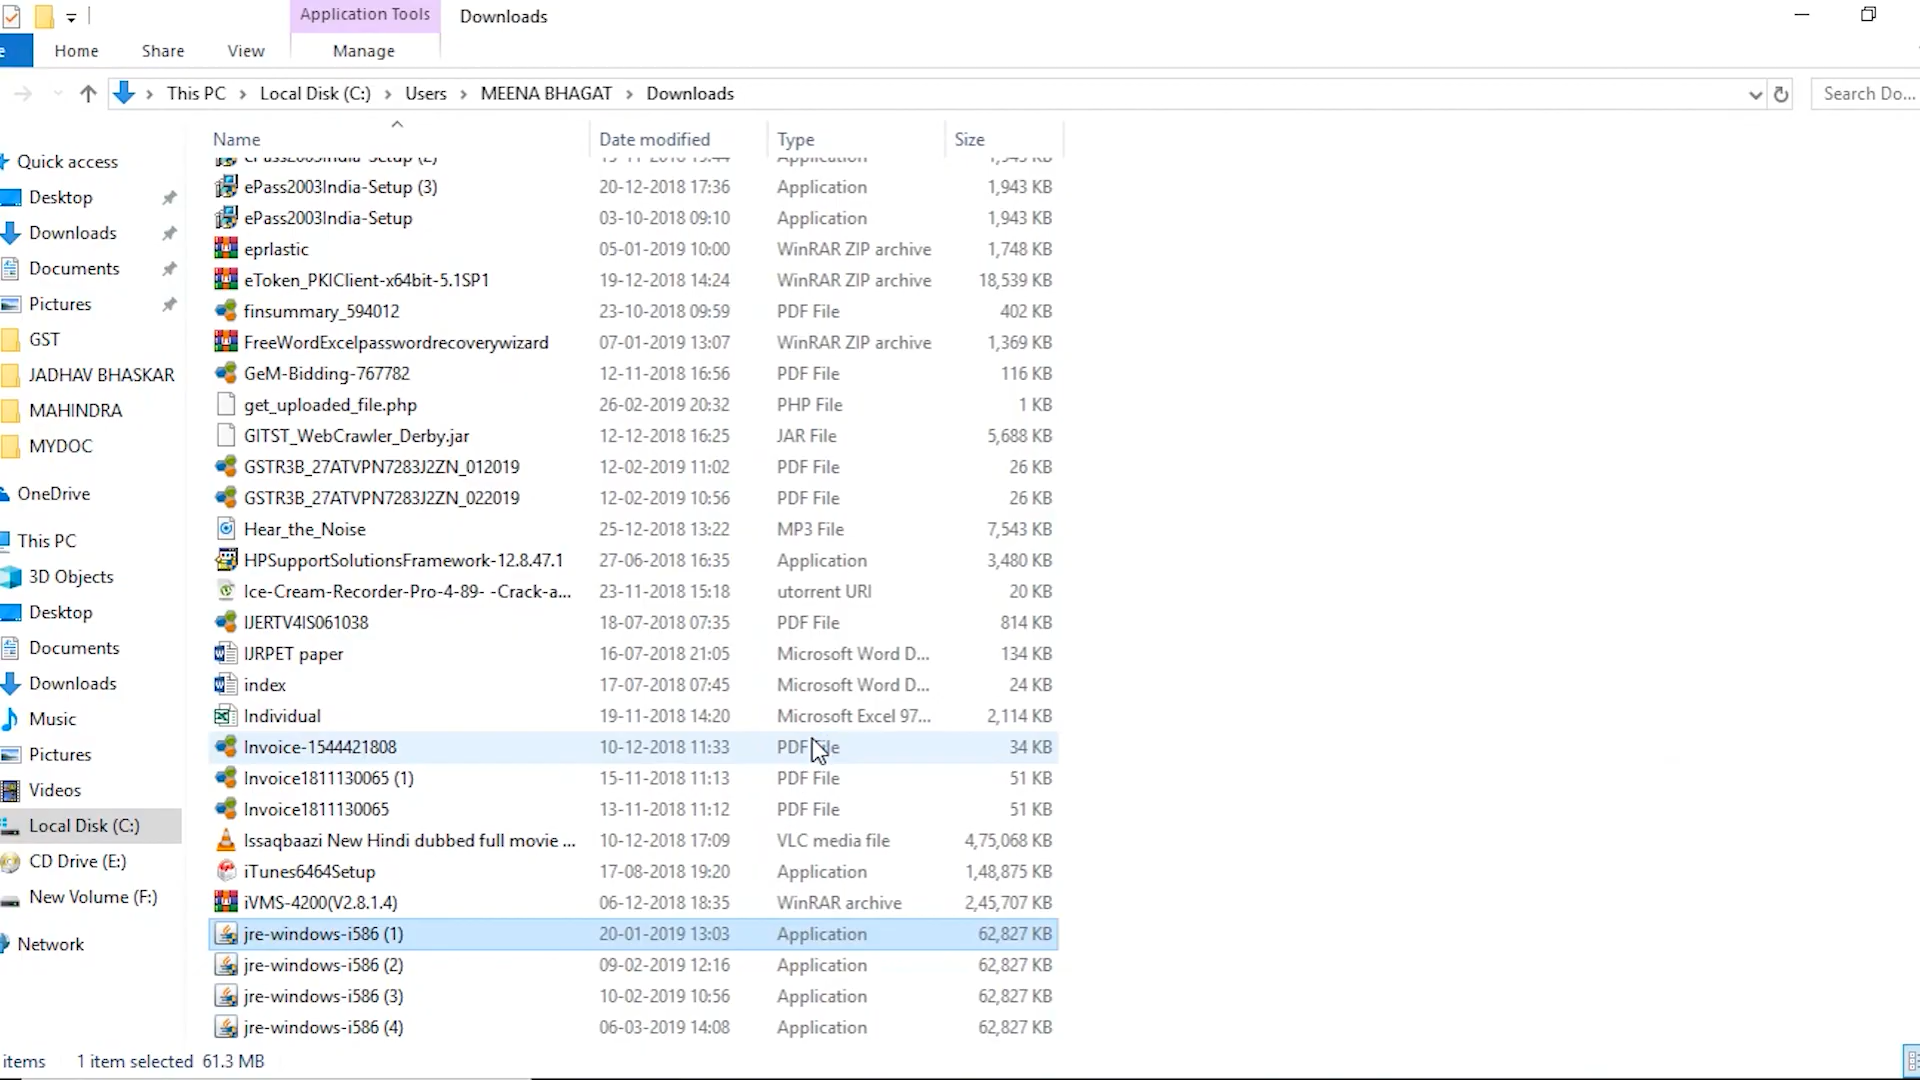 Application Tools Downloads
Home Share View Manage
This PC > Local Disk (C:) > Users > MEENA BHAGAT > Downloads Search Do...
Name Date modified Type Size
Quick access
Desktop
Downloads
Documents
Pictures
GST
JADHAV BHASKAR
MAHINDRA
MYDOC
OneDrive
This PC
3D Objects
Desktop
Documents
Downloads
Music
Pictures
Videos
Local Disk (C:)
CD Drive (E:)
New Volume (F:)
Network
ePass2003India-Setup (2) Application 1,943 KB
ePass2003India-Setup (3) 20-12-2018 17:36 Application 1,943 KB
ePass2003India-Setup 03-10-2018 09:10 Application 1,943 KB
eprlastic 05-01-2019 10:00 WinRAR ZIP archive 1,748 KB
eToken_PKIClient-x64bit-5.1SP1 19-12-2018 14:24 WinRAR ZIP archive 18,539 KB
finsummary_594012 23-10-2018 09:59 PDF File 402 KB
FreeWordExcelpasswordrecoverywizard 07-01-2019 13:07 WinRAR ZIP archive 1,369 KB
GeM-Bidding-767782 12-11-2018 16:56 PDF File 116 KB
get_uploaded_file.php 26-02-2019 20:32 PHP File 1 KB
GITST_WebCrawler_Derby.jar 12-12-2018 16:25 JAR File 5,688 KB
GSTR3B_27ATVPN7283J2ZN_012019 12-02-2019 11:02 PDF File 26 KB
GSTR3B_27ATVPN7283J2ZN_022019 12-02-2019 10:56 PDF File 26 KB
Hear_the_Noise 25-12-2018 13:22 MP3 File 7,543 KB
HPSupportSolutionsFramework-12.8.47.1 27-06-2018 16:35 Application 3,480 KB
Ice-Cream-Recorder-Pro-4-89- -Crack-a... 23-11-2018 15:18 utorrent URI 20 KB
IJERTV4IS061038 18-07-2018 07:35 PDF File 814 KB
IJRPET paper 16-07-2018 21:05 Microsoft Word D... 134 KB
index 17-07-2018 07:45 Microsoft Word D... 24 KB
Individual 19-11-2018 14:20 Microsoft Excel 97... 2,114 KB
Invoice-1544421808 10-12-2018 11:33 PDF File 34 KB
Invoice1811130065 (1) 15-11-2018 11:13 PDF File 51 KB
Invoice1811130065 13-11-2018 11:12 PDF File 51 KB
Issaqbaazi New Hindi dubbed full movie ... 10-12-2018 17:09 VLC media file 4,75,068 KB
iTunes6464Setup 17-08-2018 19:20 Application 1,48,875 KB
iVMS-4200(V2.8.1.4) 06-12-2018 18:35 WinRAR archive 2,45,707 KB
jre-windows-i586 (1) 20-01-2019 13:03 Application 62,827 KB
jre-windows-i586 (2) 09-02-2019 12:16 Application 62,827 KB
jre-windows-i586 (3) 10-02-2019 10:56 Application 62,827 KB
jre-windows-i586 (4) 06-03-2019 14:08 Application 62,827 KB
items 1 item selected 61.3 MB